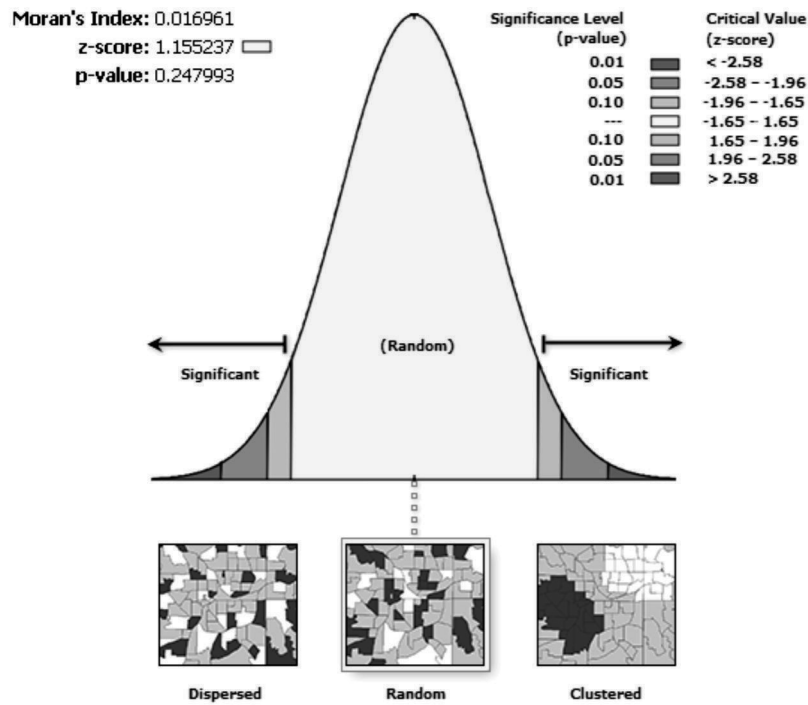 Moran's Index: 0.016961
z-score: 1.155237
p-value: 0.247993
Significance Level (p-value)
Critical Value (z-score)
0.01 < -2.58
0.05 -2.58 – -1.96
0.10 -1.96 – -1.65
--- -1.65 – 1.65
0.10 1.65 – 1.96
0.05 1.96 – 2.58
0.01 > 2.58
(Random)
Significant Significant
Dispersed Random Clustered